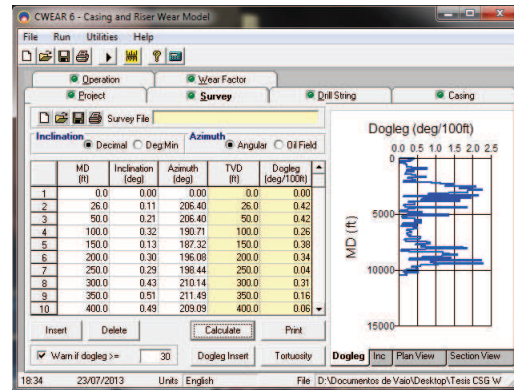 CWEAR 6 - Casing and Riser Wear Model
File Run Utilities Help
Operation Wear Factor
Project Survey Drill String Casing
Survey File
Inclination Azimuth
Decimal Deg:Min Angular Oil Field
MD (ft) Inclination (deg) Azimuth (deg) TVD (ft) Dogleg (deg/100ft)
1 0.0 0.00 0.00 0.0 0.00
2 26.0 0.11 206.40 26.0 0.42
3 50.0 0.21 206.40 50.0 0.42
4 100.0 0.32 190.71 100.0 0.26
5 150.0 0.13 187.32 150.0 0.38
6 200.0 0.30 196.08 200.0 0.34
7 250.0 0.29 198.44 250.0 0.04
8 300.0 0.43 210.14 300.0 0.31
9 350.0 0.51 211.49 350.0 0.16
10 400.0 0.49 209.09 400.0 0.06
Insert Delete Calculate Print
Warn if dogleg >= 30 Dogleg Insert Tortuosity
Dogleg (deg/100ft)
0.0 0.5 1.0 1.5 2.0 2.5
0
5000
MD (ft)
10000
15000
Dogleg Inc Plan View Section View
18:34 23/07/2013 Units English File D:\Documentos de Vaio\Desktop\Tesis CSG W